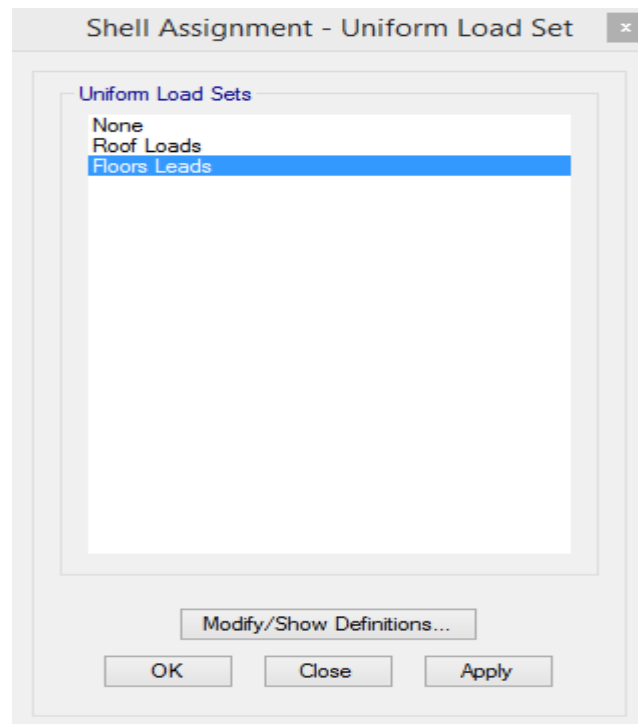 Shell Assignment - Uniform Load Set
x
Uniform Load Sets
None
Roof Loads
Floors Leads
Modify/Show Definitions...
OK Close Apply